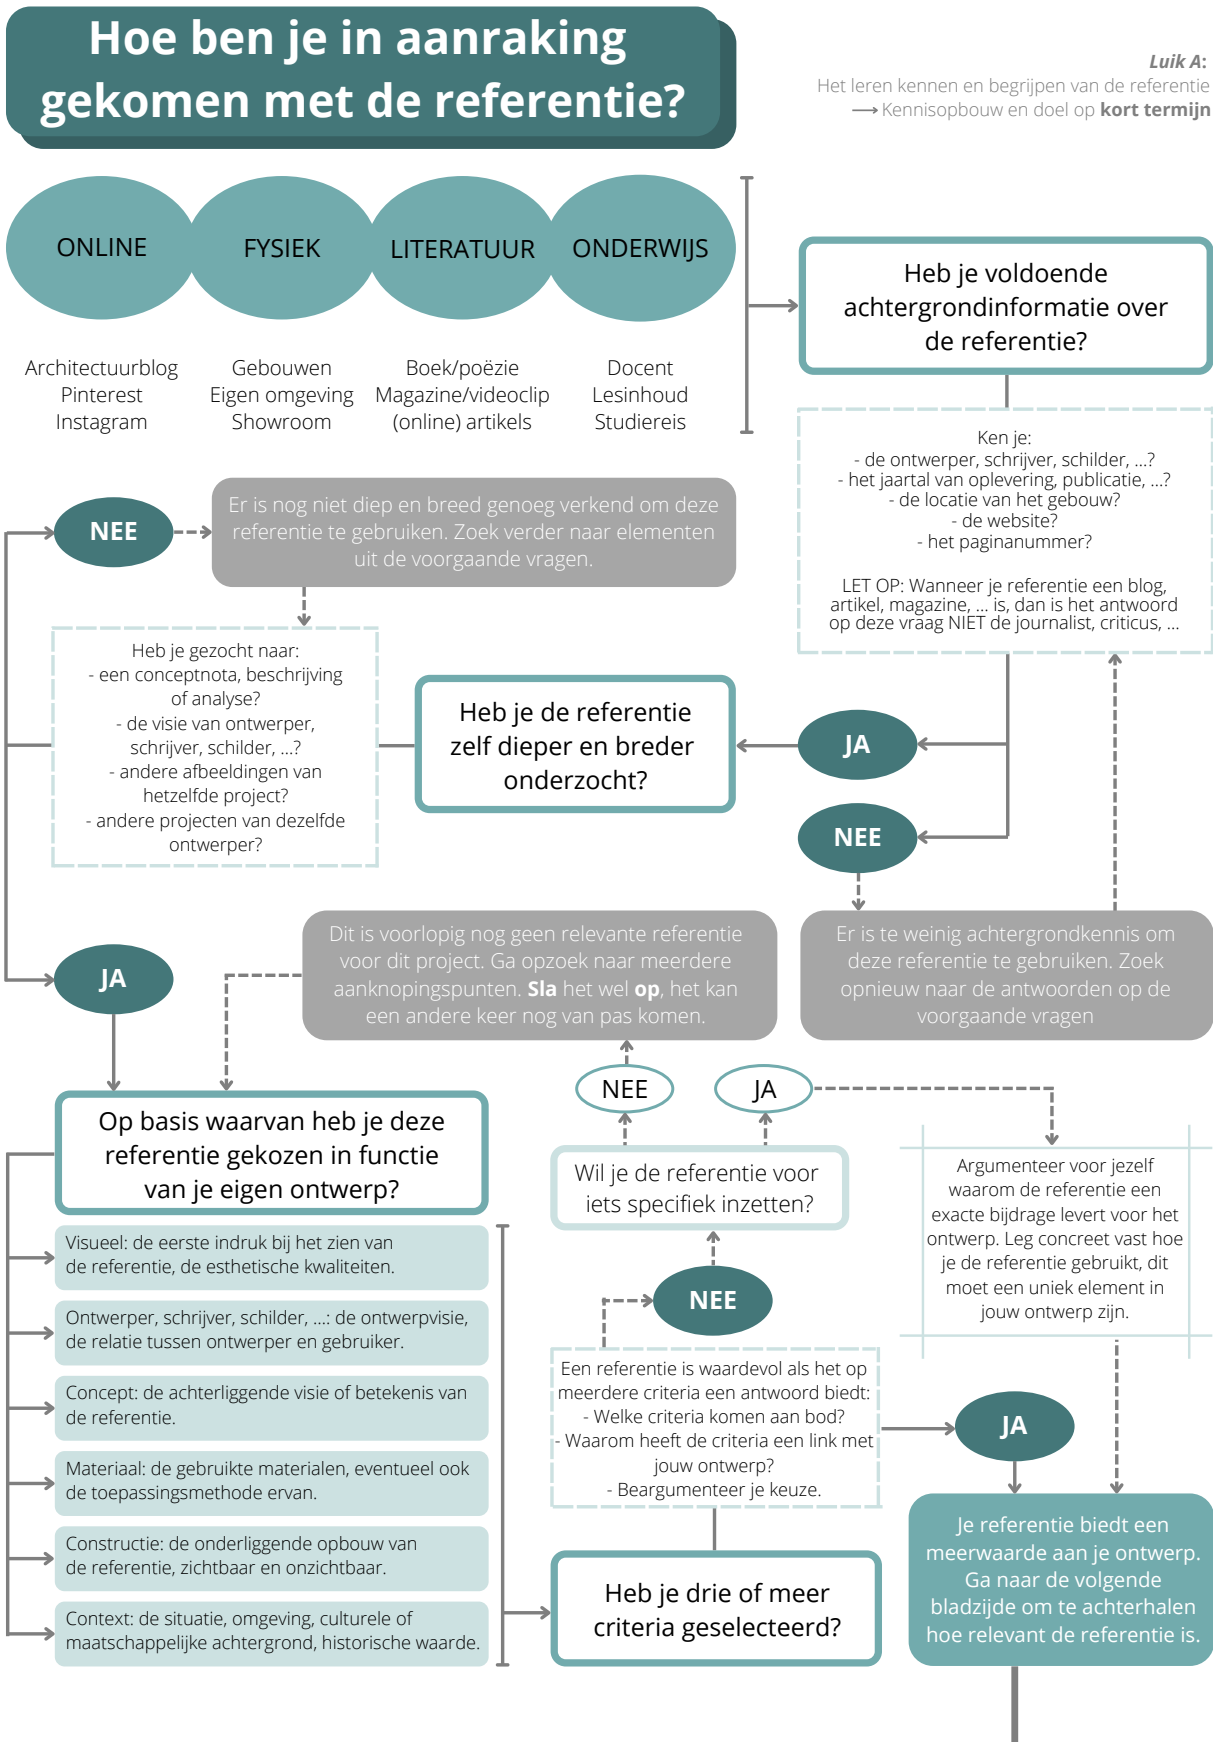 Hoe ben je in aanraking
gekomen met de referentie?
Luik A:
Het leren kennen en begrijpen van de referentie
→ Kennisopbouw en doel op kort termijn
ONLINE
FYSIEK
LITERATUUR
ONDERWIJS
Architectuurblog
Pinterest
Instagram
Gebouwen
Eigen omgeving
Showroom
Boek/poëzie
Magazine/videoclip
(online) artikels
Docent
Lesinhoud
Studiereis
Heb je voldoende
achtergrondinformatie over
de referentie?
Ken je:
- de ontwerper, schrijver, schilder, ...?
- het jaartal van oplevering, publicatie, ...?
- de locatie van het gebouw?
- de website?
- het paginanummer?
LET OP: Wanneer je referentie een blog,
artikel, magazine, ... is, dan is het antwoord
op deze vraag NIET de journalist, criticus, ...
NEE
Er is nog niet diep en breed genoeg verkend om deze
referentie te gebruiken. Zoek verder naar elementen
uit de voorgaande vragen.
Heb je gezocht naar:
- een conceptnota, beschrijving
of analyse?
- de visie van ontwerper,
schrijver, schilder, ...?
- andere afbeeldingen van
hetzelfde project?
- andere projecten van dezelfde
ontwerper?
Heb je de referentie
zelf dieper en breder
onderzocht?
JA
NEE
JA
Dit is voorlopig nog geen relevante referentie
voor dit project. Ga opzoek naar meerdere
aanknopingspunten. Sla het wel op, het kan
een andere keer nog van pas komen.
Er is te weinig achtergrondkennis om
deze referentie te gebruiken. Zoek
opnieuw naar de antwoorden op de
voorgaande vragen
NEE
JA
Op basis waarvan heb je deze
referentie gekozen in functie
van je eigen ontwerp?
Wil je de referentie voor
iets specifiek inzetten?
Argumenteer voor jezelf
waarom de referentie een
exacte bijdrage levert voor het
ontwerp. Leg concreet vast hoe
je de referentie gebruikt, dit
moet een uniek element in
jouw ontwerp zijn.
Visueel: de eerste indruk bij het zien van
de referentie, de esthetische kwaliteiten.
Ontwerper, schrijver, schilder, ...: de ontwerpvisie,
de relatie tussen ontwerper en gebruiker.
Concept: de achterliggende visie of betekenis van
de referentie.
Materiaal: de gebruikte materialen, eventueel ook
de toepassingsmethode ervan.
Constructie: de onderliggende opbouw van
de referentie, zichtbaar en onzichtbaar.
Context: de situatie, omgeving, culturele of
maatschappelijke achtergrond, historische waarde.
NEE
Een referentie is waardevol als het op
meerdere criteria een antwoord biedt:
- Welke criteria komen aan bod?
- Waarom heeft de criteria een link met
jouw ontwerp?
- Beargumenteer je keuze.
JA
Heb je drie of meer
criteria geselecteerd?
Je referentie biedt een
meerwaarde aan je ontwerp.
Ga naar de volgende
bladzijde om te achterhalen
hoe relevant de referentie is.